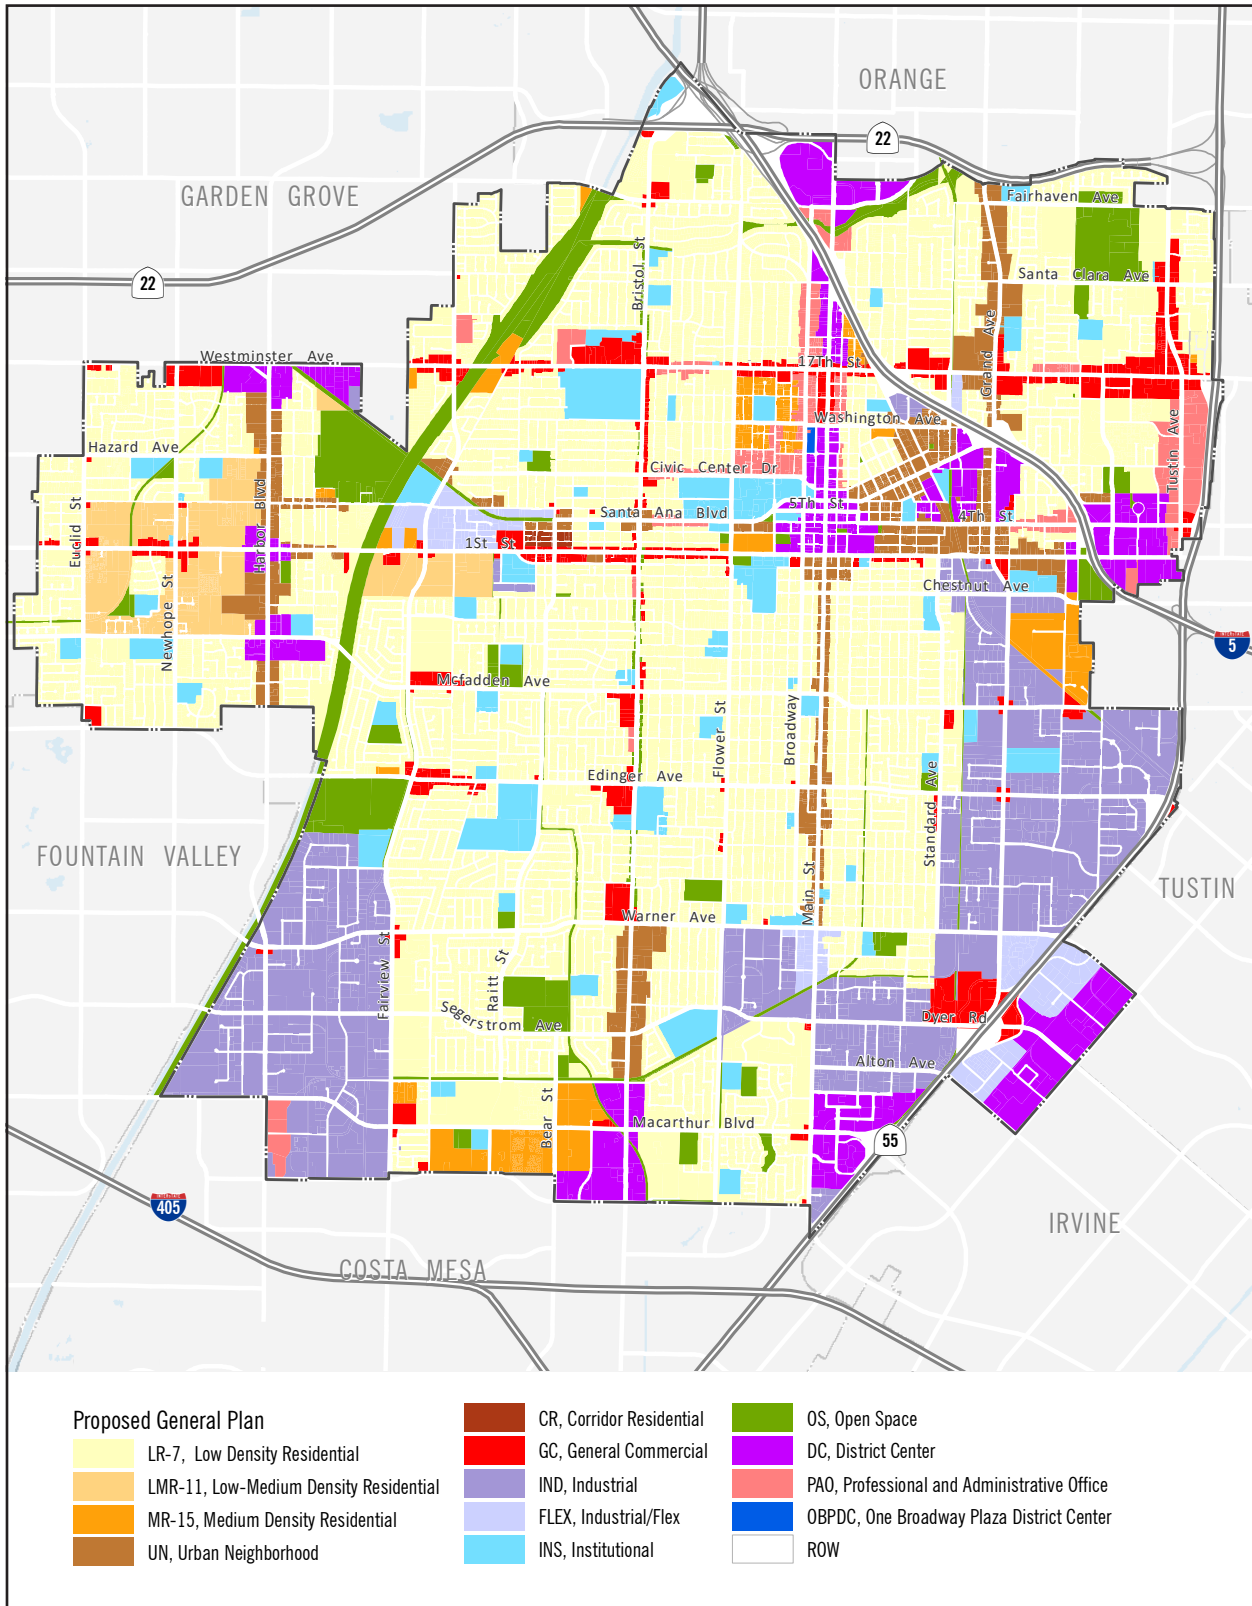 ORANGE
22
GARDEN GROVE
Fairhaven Ave
Bristol St
Santa Clara Ave
22
Grand Ave
Westminster Ave
17Th St
Washington Ave
Tustin Ave
Hazard Ave
Civic Center Dr
Euclid St
Harbor Blvd
5Th St
Santa Ana Blvd
4Th St
1St St
Chestnut Ave
Newhope St
INTERSTATE
5
Mcfadden Ave
Flower St
Broadway
Edinger Ave
Standard Ave
FOUNTAIN VALLEY
TUSTIN
Main St
Warner Ave
Fairview St
Raitt St
Segerstrom Ave
Dyer Rd
Alton Ave
Bear St
Macarthur Blvd
55
INTERSTATE
405
IRVINE
COSTA MESA
Proposed General Plan
LR-7, Low Density Residential
LMR-11, Low-Medium Density Residential
MR-15, Medium Density Residential
UN, Urban Neighborhood
CR, Corridor Residential
GC, General Commercial
IND, Industrial
FLEX, Industrial/Flex
INS, Institutional
OS, Open Space
DC, District Center
PAO, Professional and Administrative Office
OBPDC, One Broadway Plaza District Center
ROW